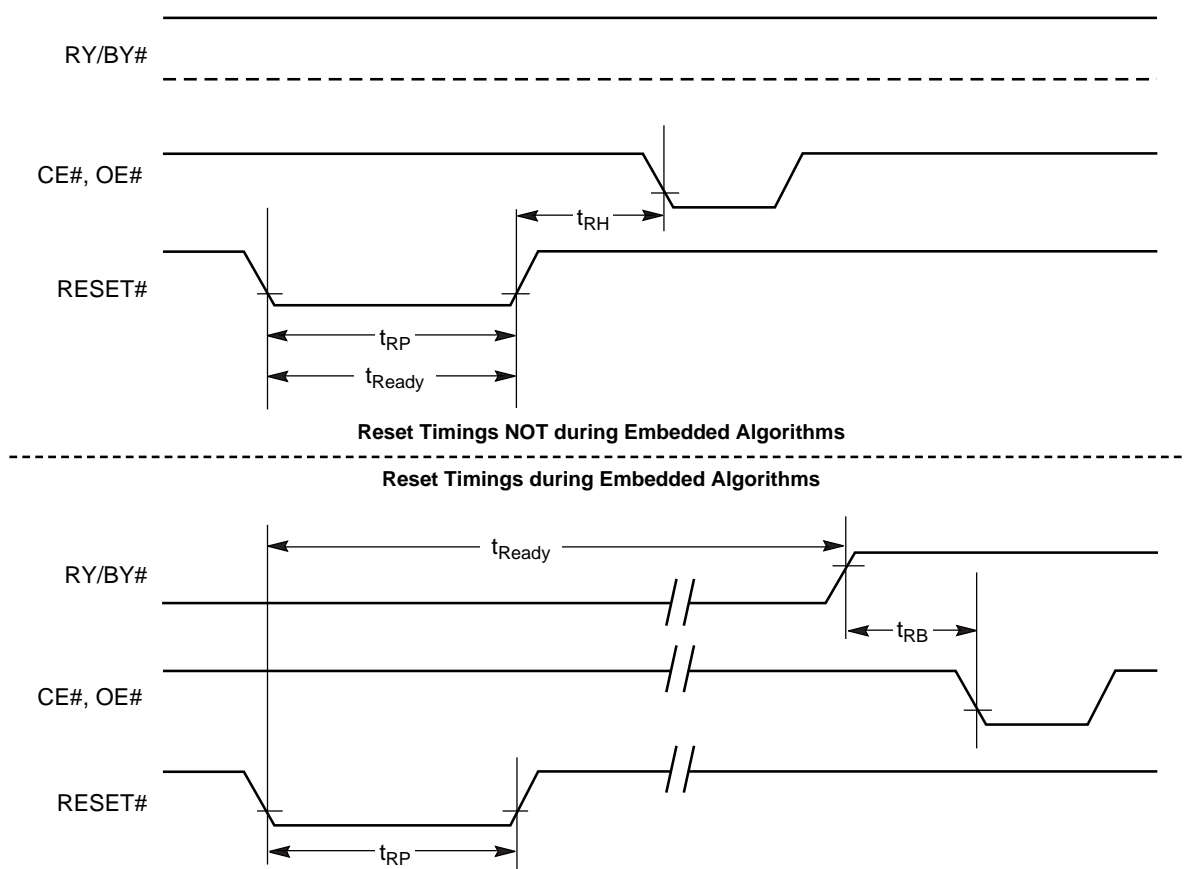 RY/BY#
CE#, OE#
tRH
RESET#
tRP
tReady
Reset Timings NOT during Embedded Algorithms
Reset Timings during Embedded Algorithms
tReady
RY/BY#
tRB
CE#, OE#
RESET#
tRP